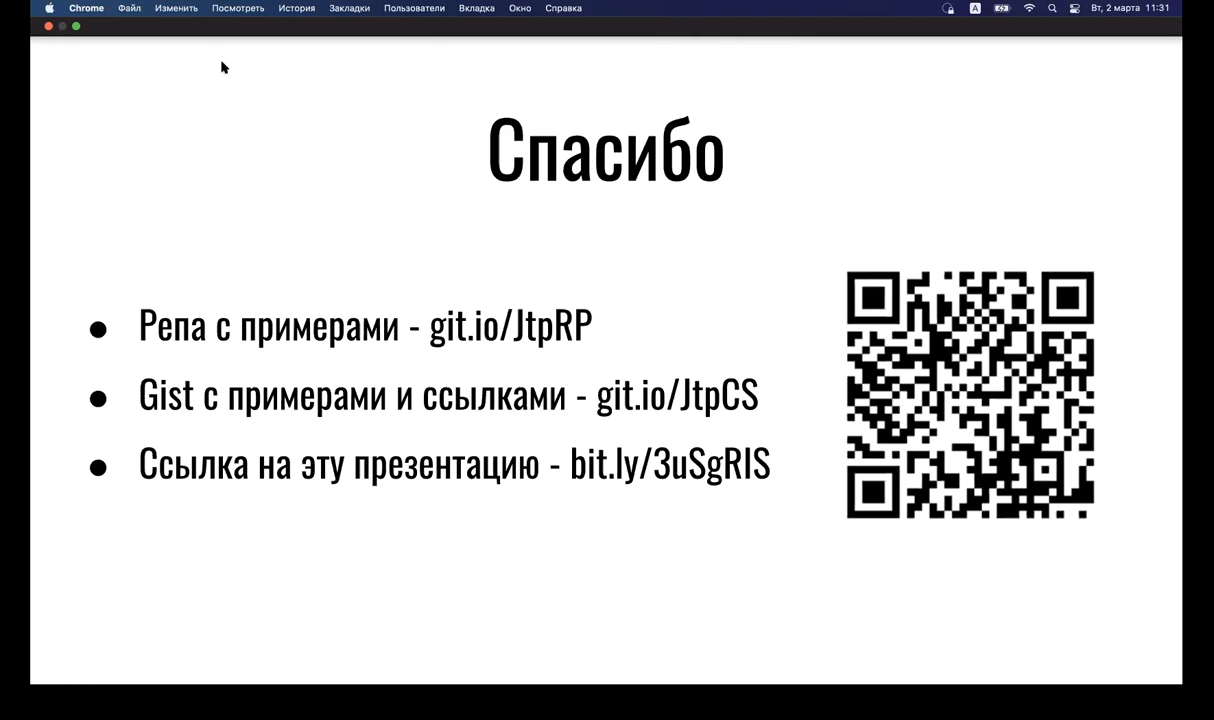 Chrome Файл Изменить Посмотреть История Закладки Пользователи Вкладка Окно Справка A Вт, 2 марта 11:31
Спасибо
● Репа с примерами - git.io/JtpRP
● Gist с примерами и ссылками - git.io/JtpCS
● Ссылка на эту презентацию - bit.ly/3uSgRIS